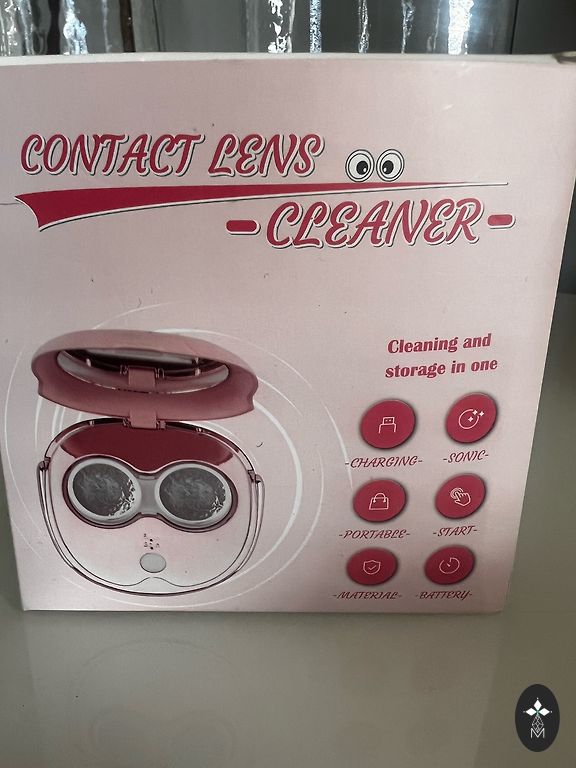 CONTACT LENS
- CLEANER -
Cleaning and
storage in one
-CHARGING- -SONIC-
-PORTABLE- -START-
-MATERIAL- -BATTERY-
M